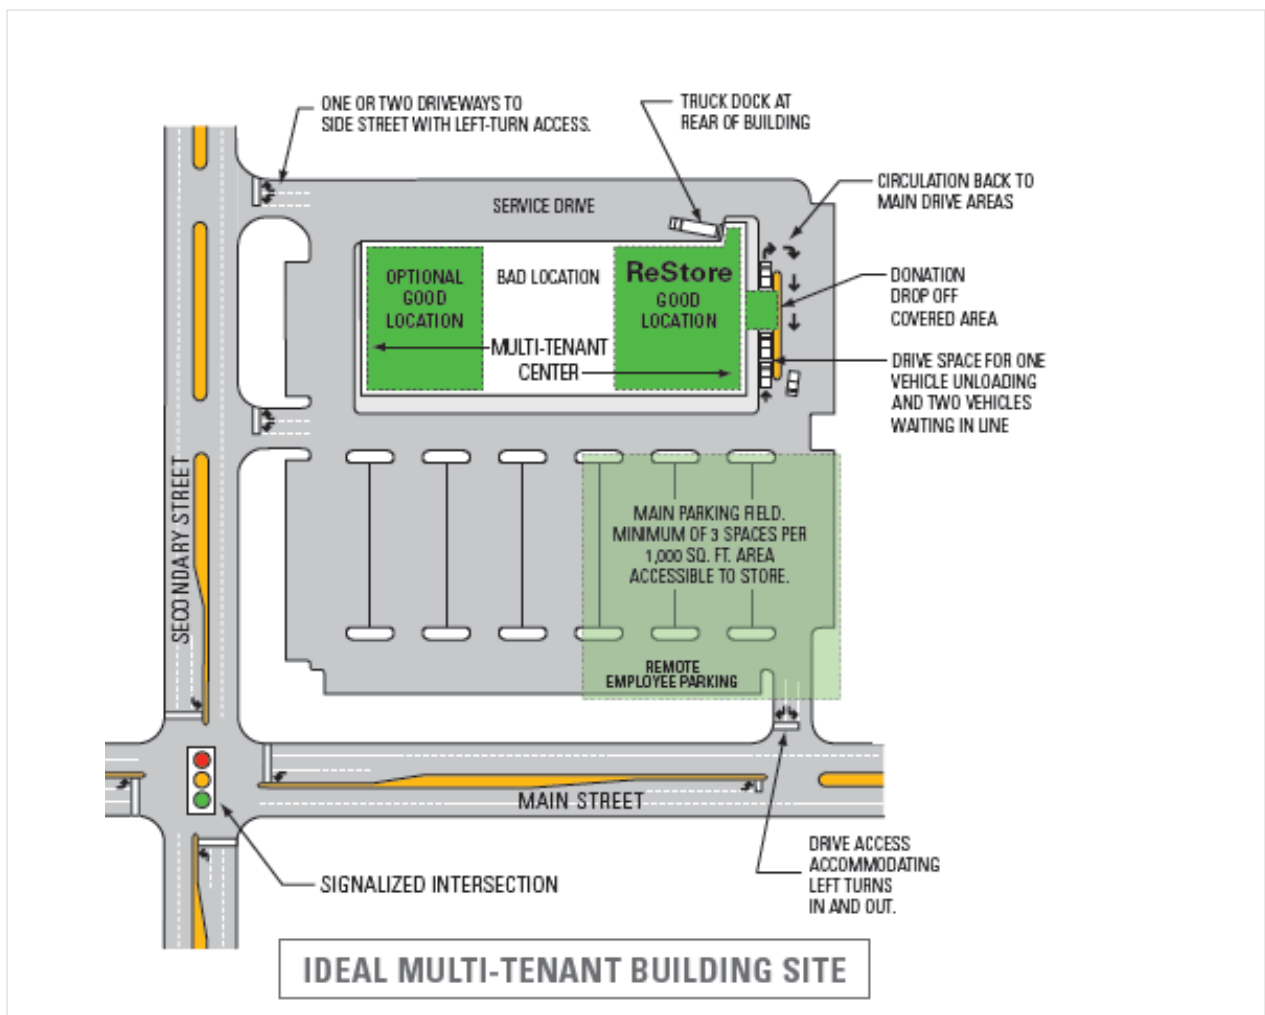 ONE OR TWO DRIVEWAYS TO
SIDE STREET WITH LEFT-TURN ACCESS.
TRUCK DOCK AT
REAR OF BUILDING
CIRCULATION BACK TO
MAIN DRIVE AREAS
SERVICE DRIVE
OPTIONAL
GOOD
LOCATION
BAD LOCATION
ReStore
GOOD
LOCATION
MULTI-TENANT
CENTER
DONATION
DROP OFF
COVERED AREA
DRIVE SPACE FOR ONE
VEHICLE UNLOADING
AND TWO VEHICLES
WAITING IN LINE
SECONDARY STREET
MAIN PARKING FIELD.
MINIMUM OF 3 SPACES PER
1,000 SQ. FT. AREA
ACCESSIBLE TO STORE.
REMOTE
EMPLOYEE PARKING
MAIN STREET
DRIVE ACCESS
ACCOMMODATING
LEFT TURNS
IN AND OUT.
SIGNALIZED INTERSECTION
IDEAL MULTI-TENANT BUILDING SITE